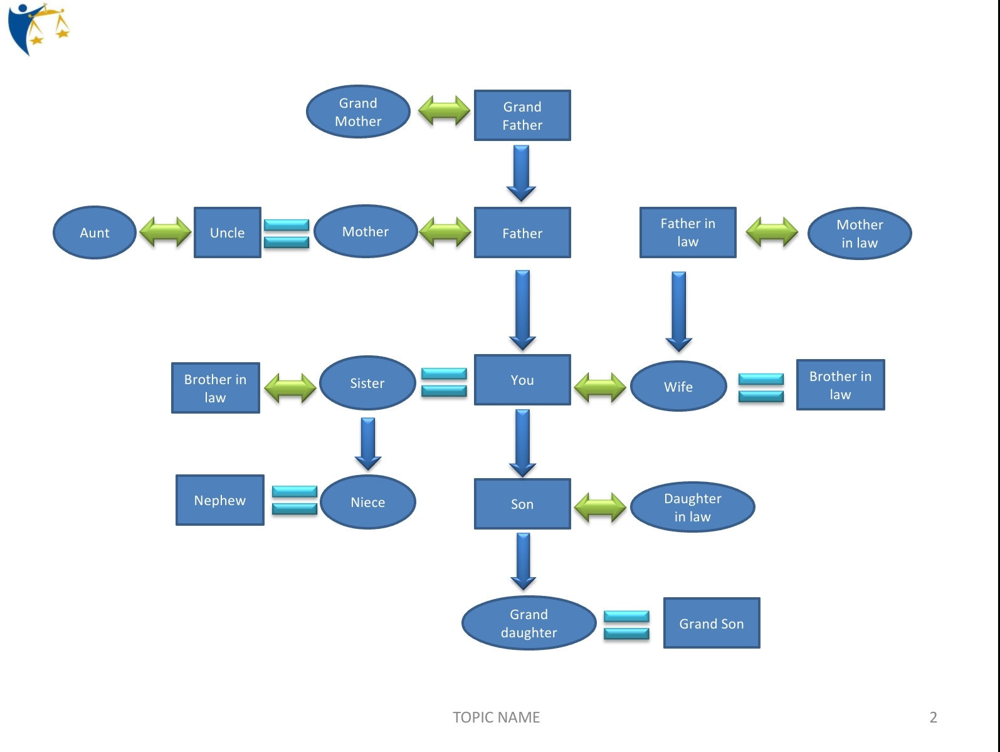 Grand
Mother
Grand
Father
Aunt
Uncle
Mother
Father
Father in
law
Mother
in law
Brother in
law
Sister
You
Wife
Brother in
law
Nephew
Niece
Son
Daughter
in law
Grand
daughter
Grand Son
TOPIC NAME
2